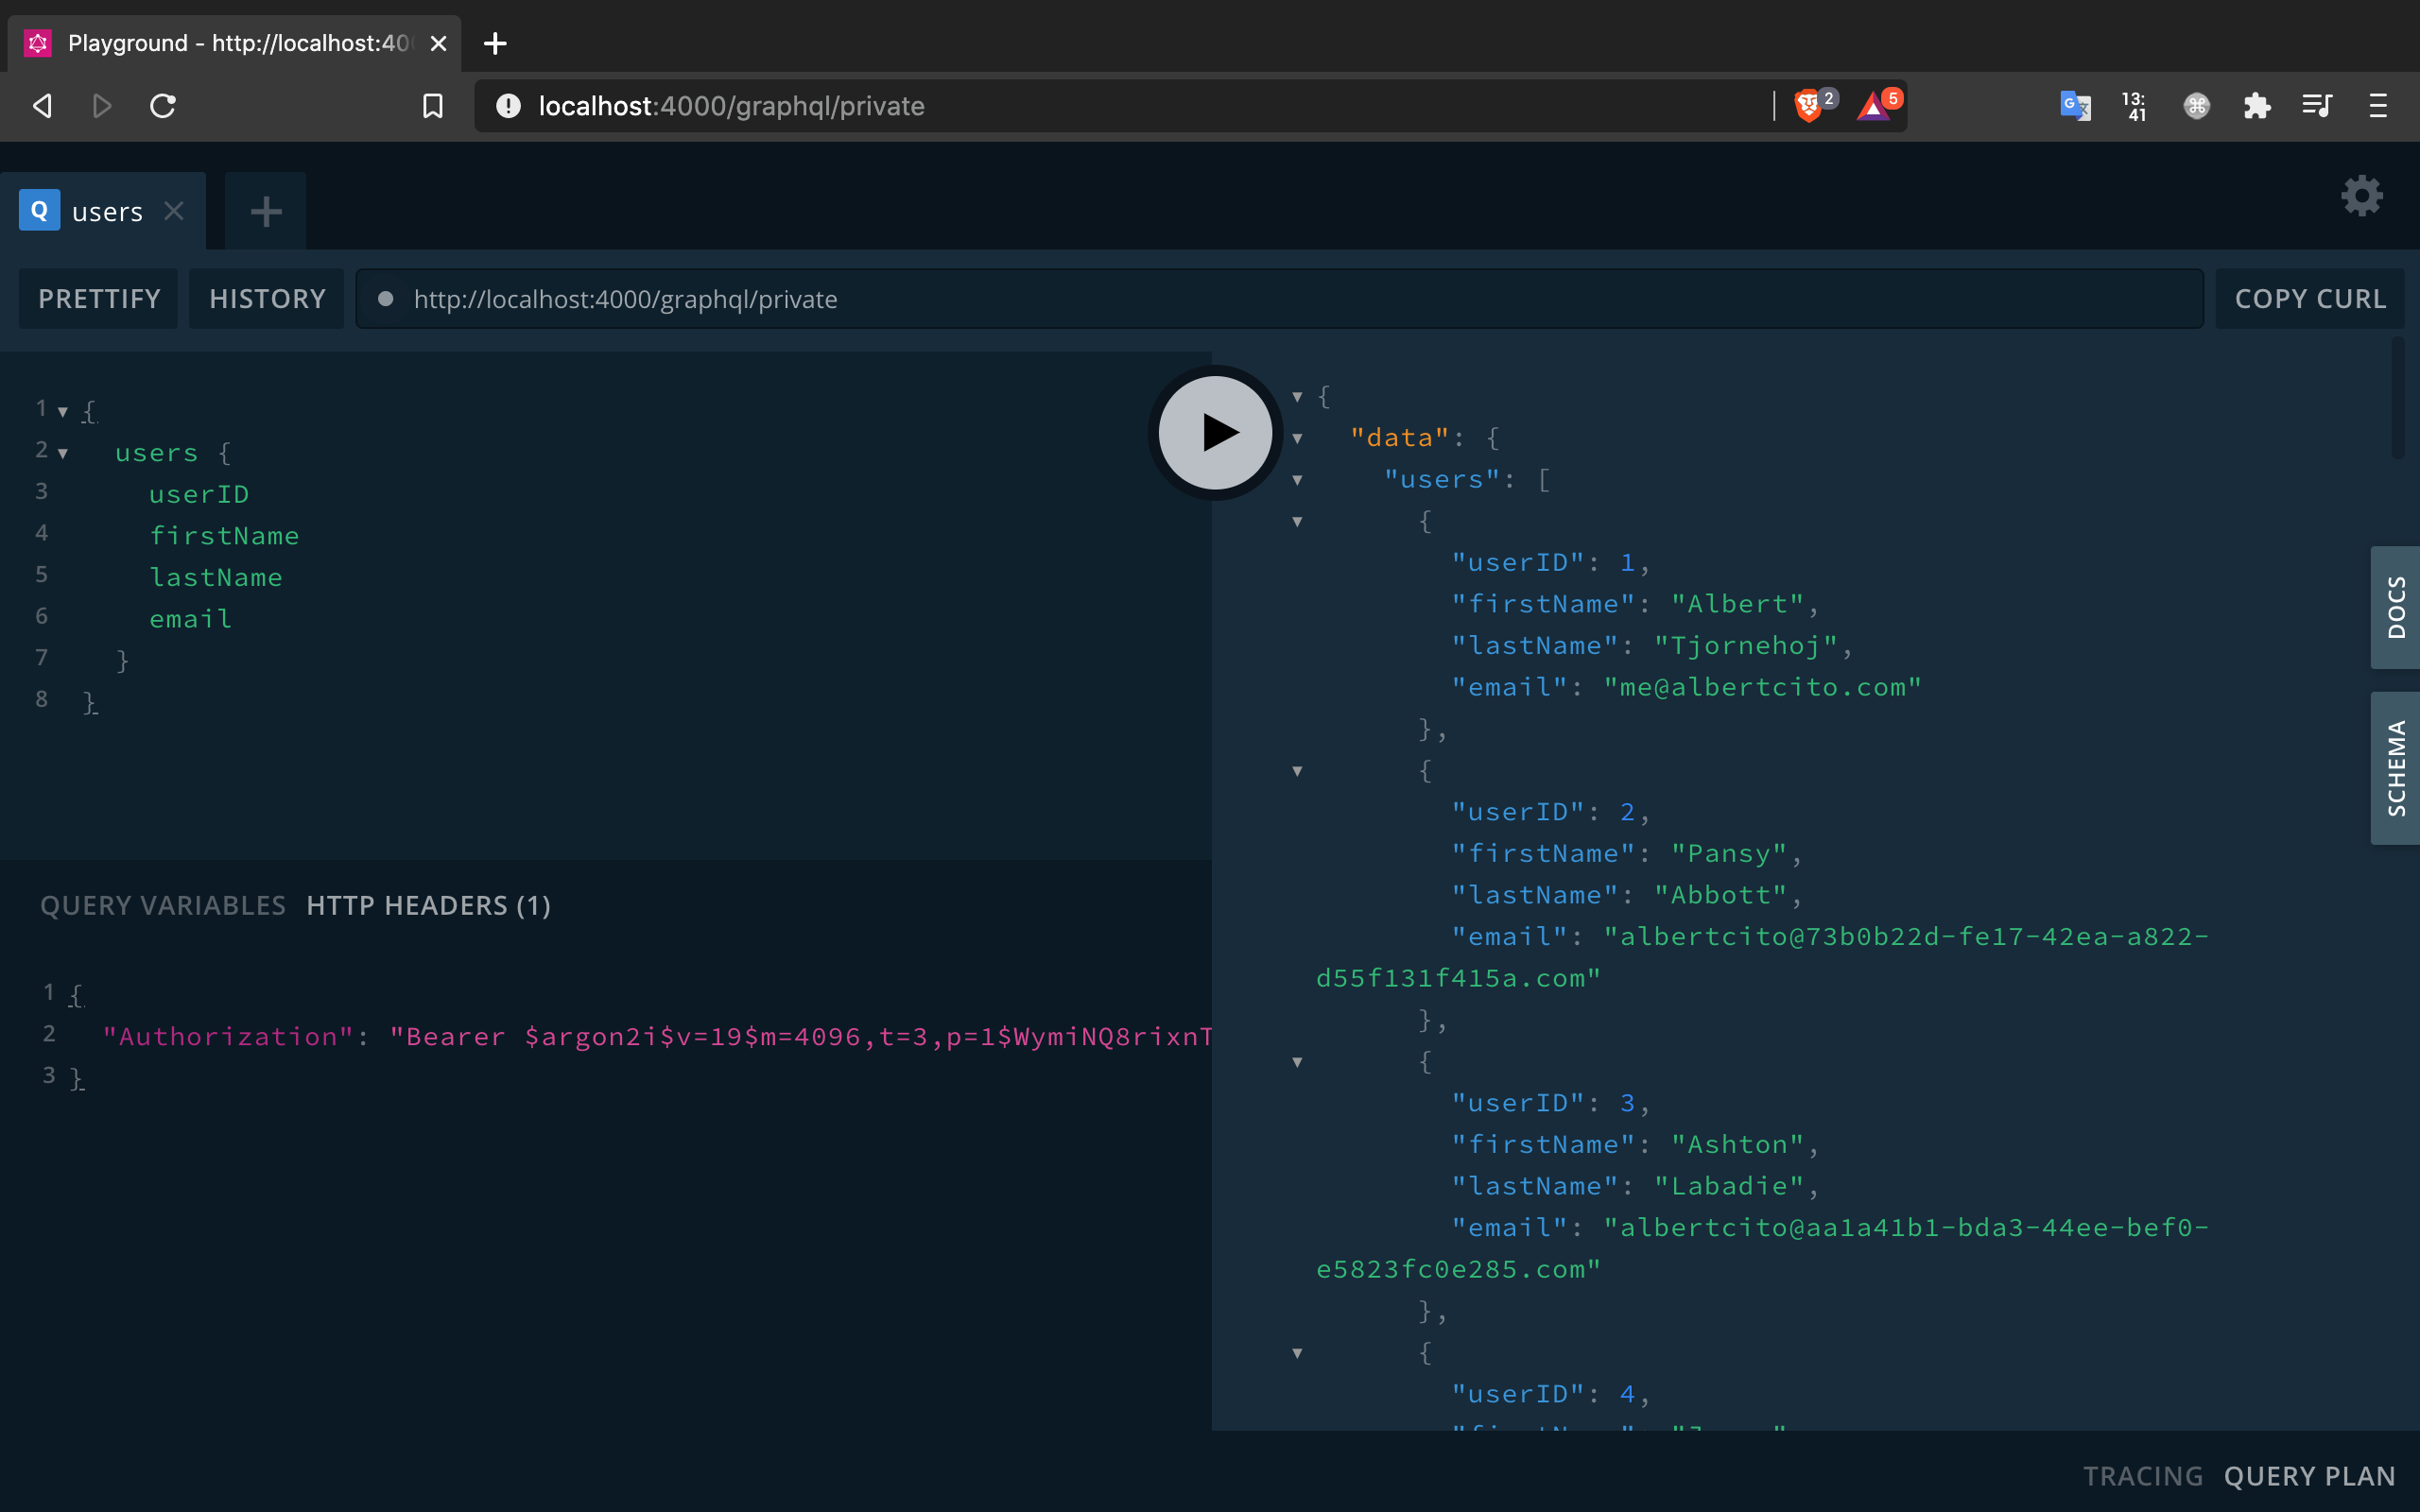 Playground - http://localhost:40
localhost:4000/graphql/private
2
5
13:
41
Q users
PRETTIFY
HISTORY
http://localhost:4000/graphql/private
COPY CURL
1 {
2 users {
3 userID
4 firstName
5 lastName
6 email
7 }
8 }
QUERY VARIABLES HTTP HEADERS (1)
1 {
2 "Authorization": "Bearer $argon2i$v=19$m=4096,t=3,p=1$WymiNQ8rixnT
3 }
{
"data": {
"users": [
{
"userID": 1,
"firstName": "Albert",
"lastName": "Tjornehoj",
"email": "me@albertcito.com"
},
{
"userID": 2,
"firstName": "Pansy",
"lastName": "Abbott",
"email": "albertcito@73b0b22d-fe17-42ea-a822-
d55f131f415a.com"
},
{
"userID": 3,
"firstName": "Ashton",
"lastName": "Labadie",
"email": "albertcito@aa1a41b1-bda3-44ee-bef0-
e5823fc0e285.com"
},
{
"userID": 4,
DOCS
SCHEMA
TRACING QUERY PLAN